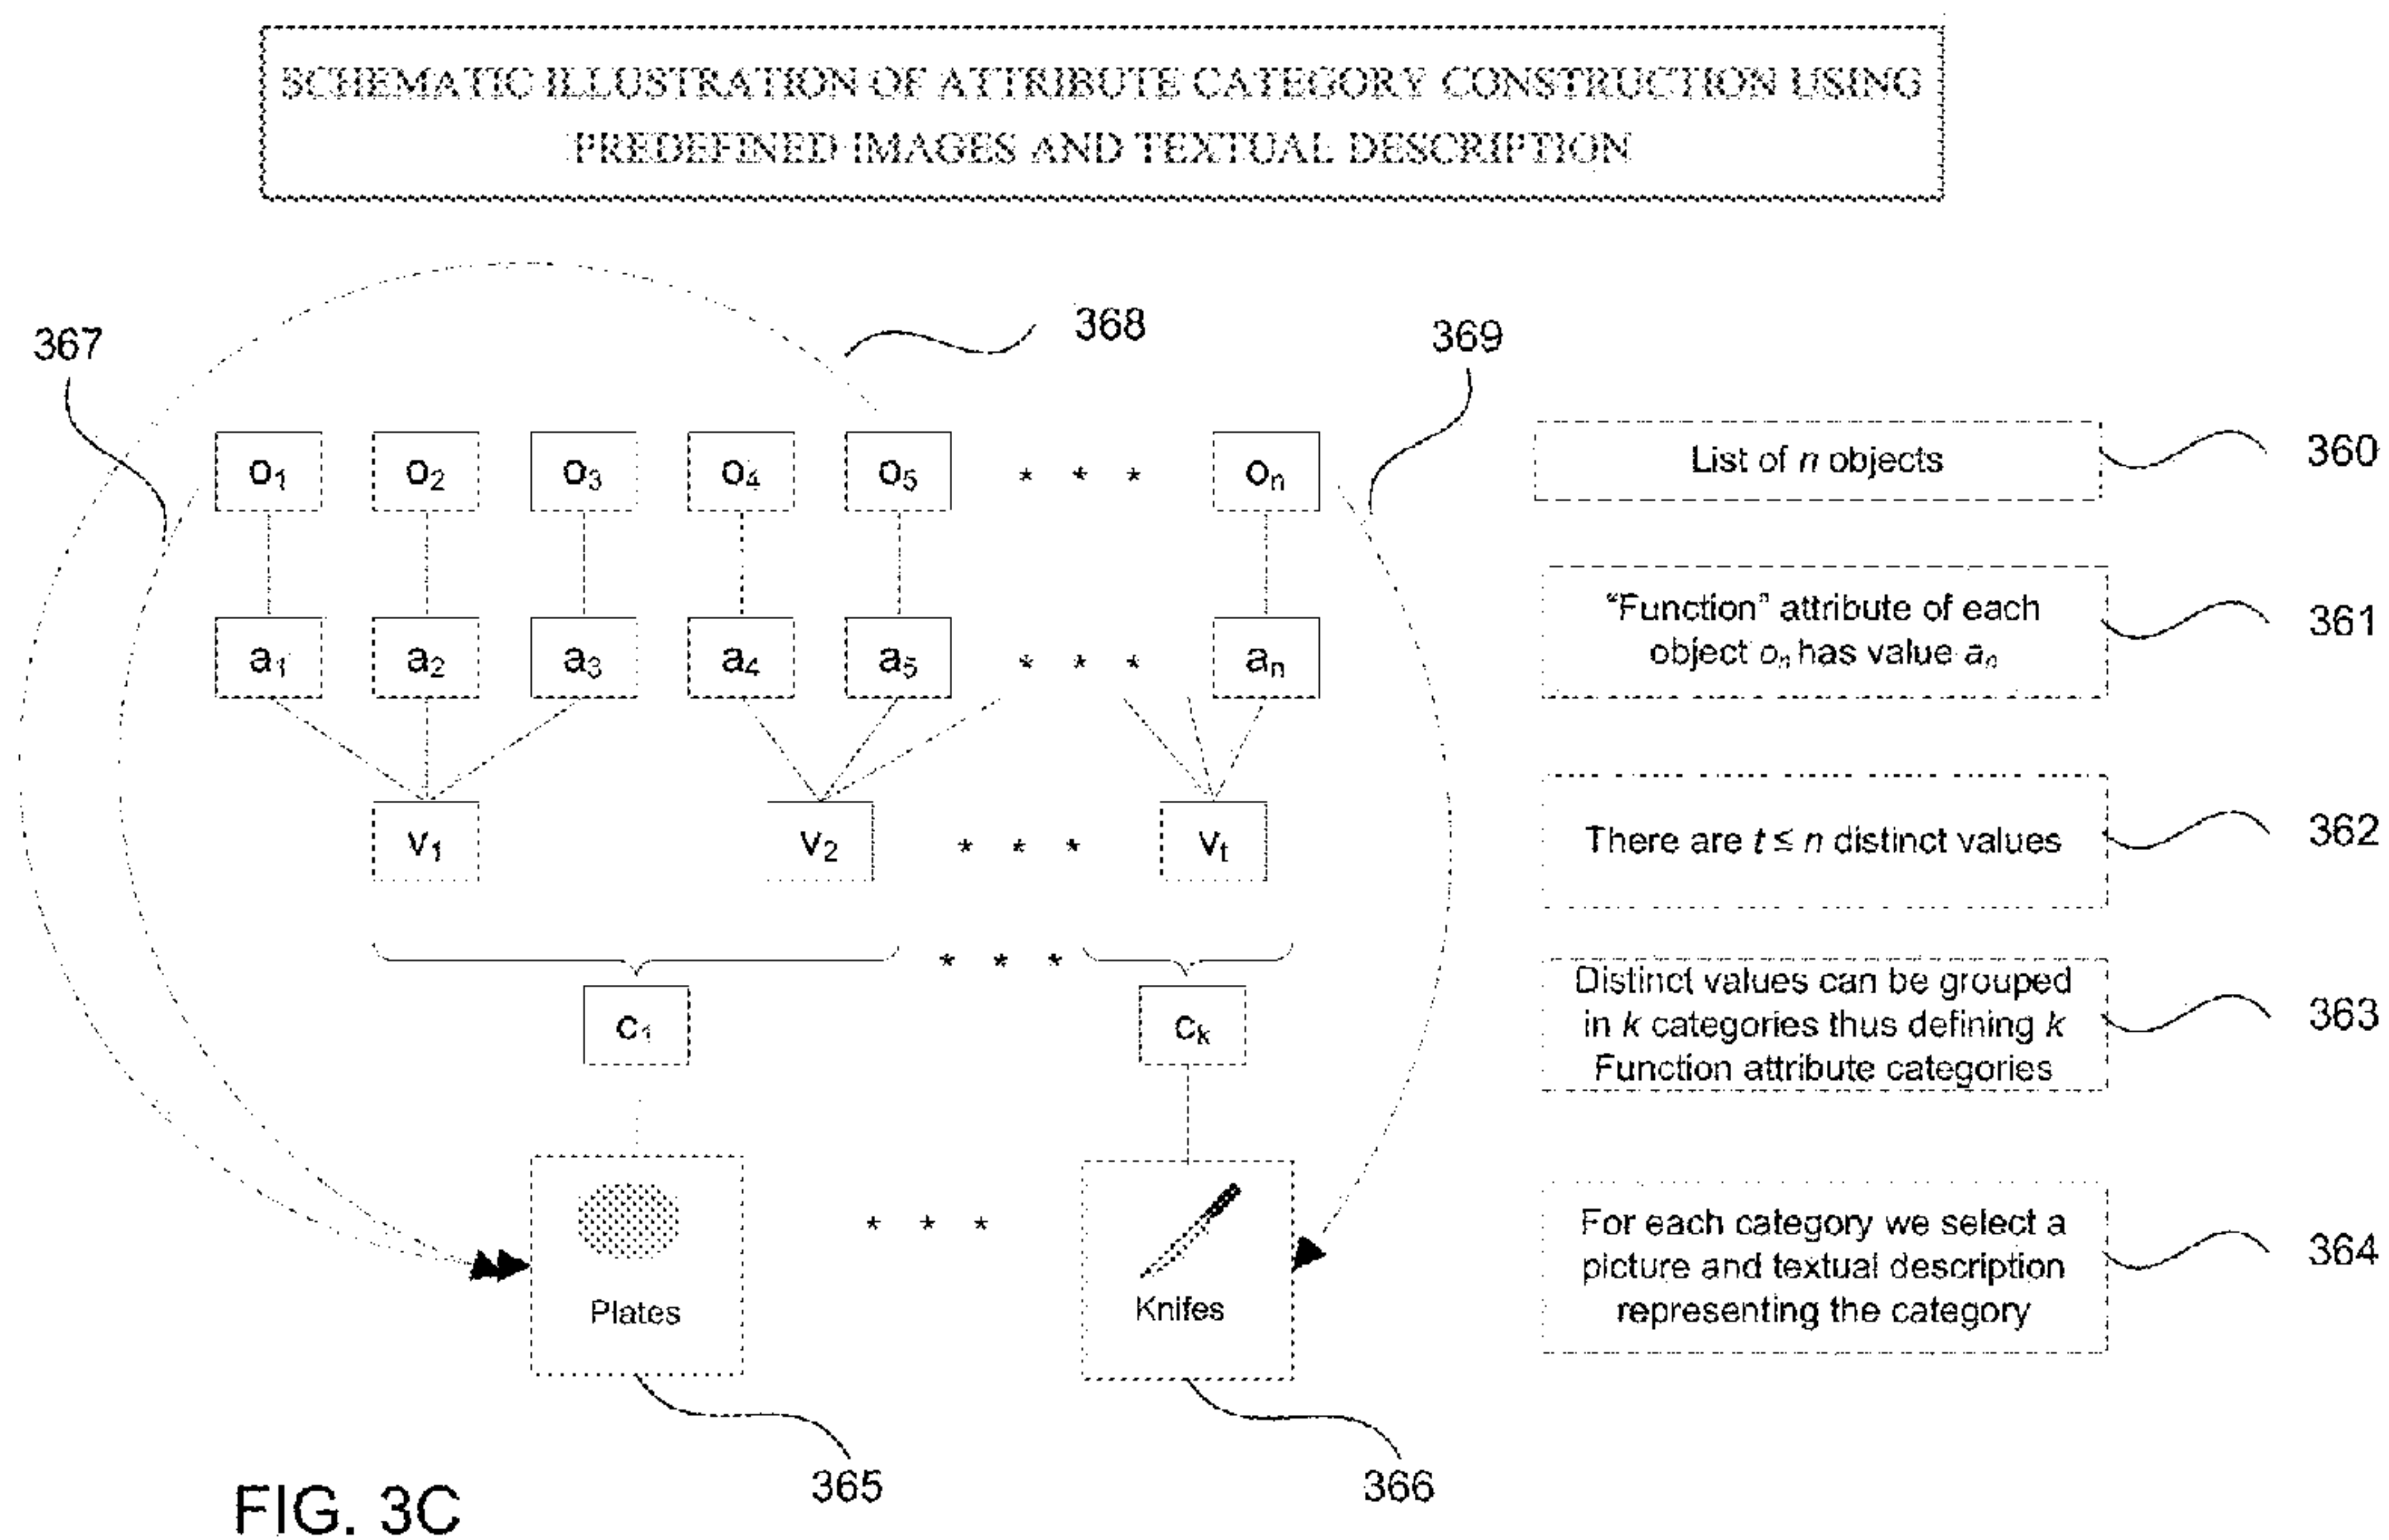 SCHEMATIC ILLUSTRATION OF ATTRIBUTE CATEGORY CONSTRUCTION USING
PREDEFINED IMAGES AND TEXTUAL DESCRIPTION
367
368
369
o₁ o₂ o₃ o₄ o₅ * * * oₙ
List of n objects
360
a₁ a₂ a₃ a₄ a₅ * * * aₙ
“Function” attribute of each
object oₙ has value aₙ
361
v₁ v₂ * * * vₜ
There are t ≤ n distinct values
362
* * *
c₁ cₖ
Distinct values can be grouped
in k categories thus defining k
Function attribute categories
363
Plates * * * Knifes
For each category we select a
picture and textual description
representing the category
364
365
366
FIG. 3C